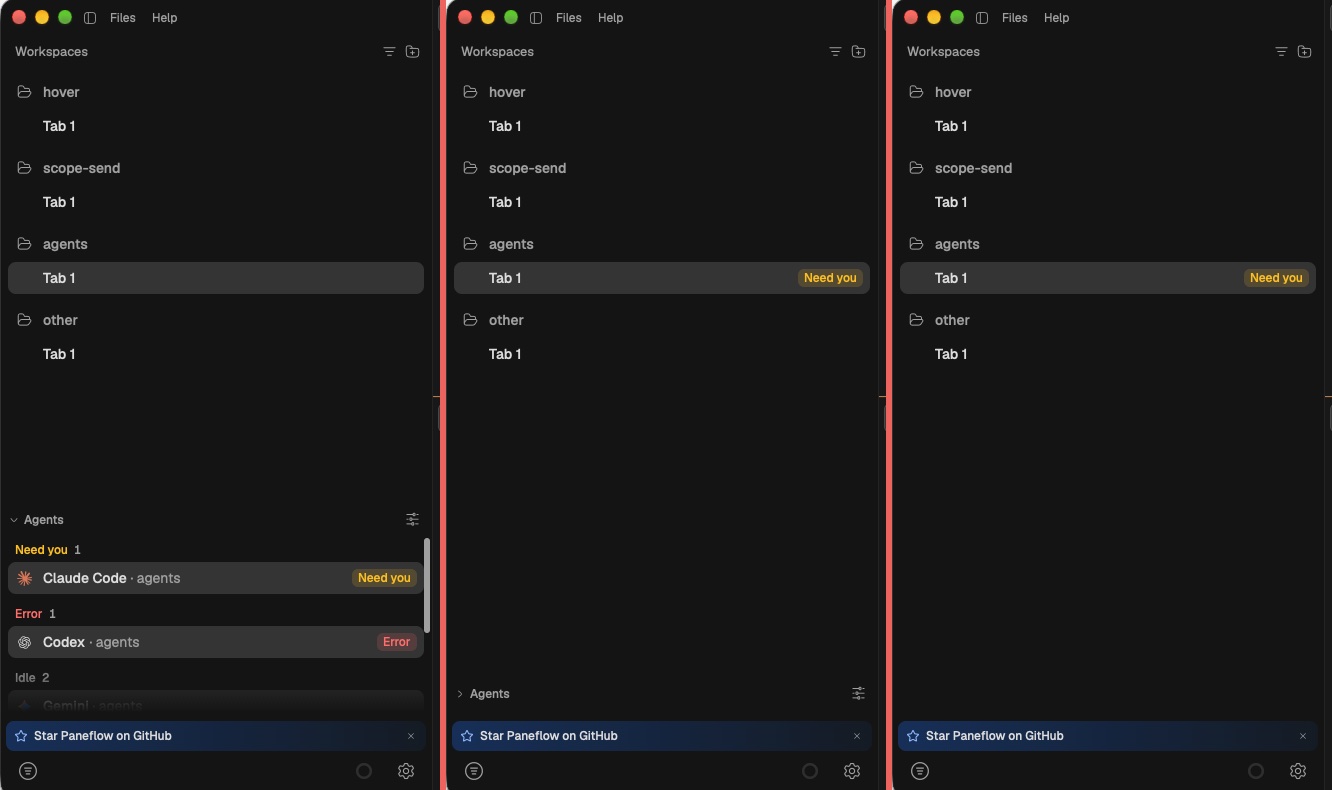 Files Help
Workspaces
hover
Tab 1
scope-send
Tab 1
agents
Tab 1
other
Tab 1
Agents
Need you 1
Claude Code · agents Need you
Error 1
Codex · agents Error
Idle 2
Gemini · agents
Star Paneflow on GitHub ×
Files Help
Workspaces
hover
Tab 1
scope-send
Tab 1
agents
Tab 1 Need you
other
Tab 1
Agents
Star Paneflow on GitHub ×
Files Help
Workspaces
hover
Tab 1
scope-send
Tab 1
agents
Tab 1 Need you
other
Tab 1
Star Paneflow on GitHub ×